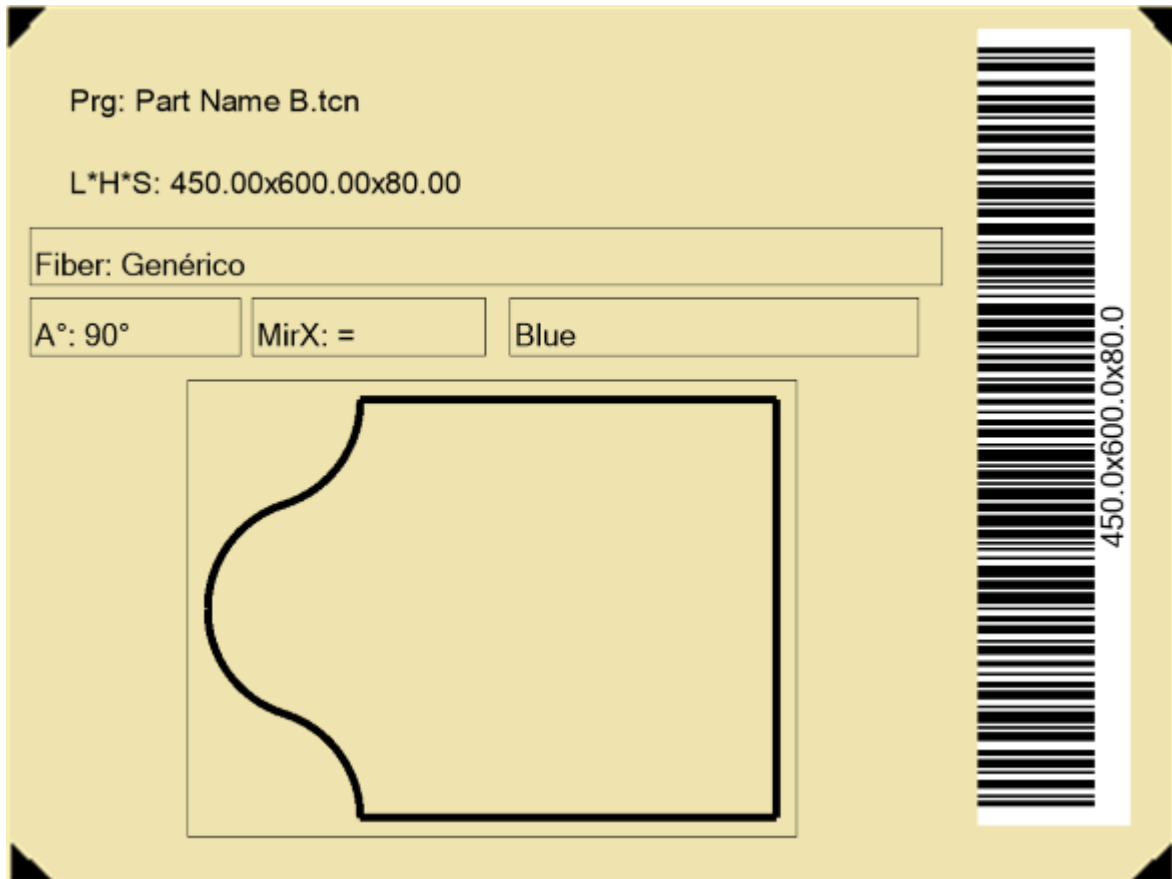 Prg: Part Name B.tcn
L*H*S: 450.00x600.00x80.00
Fiber: Genérico
A°: 90°
MirX: =
Blue
450.0x600.0x80.0